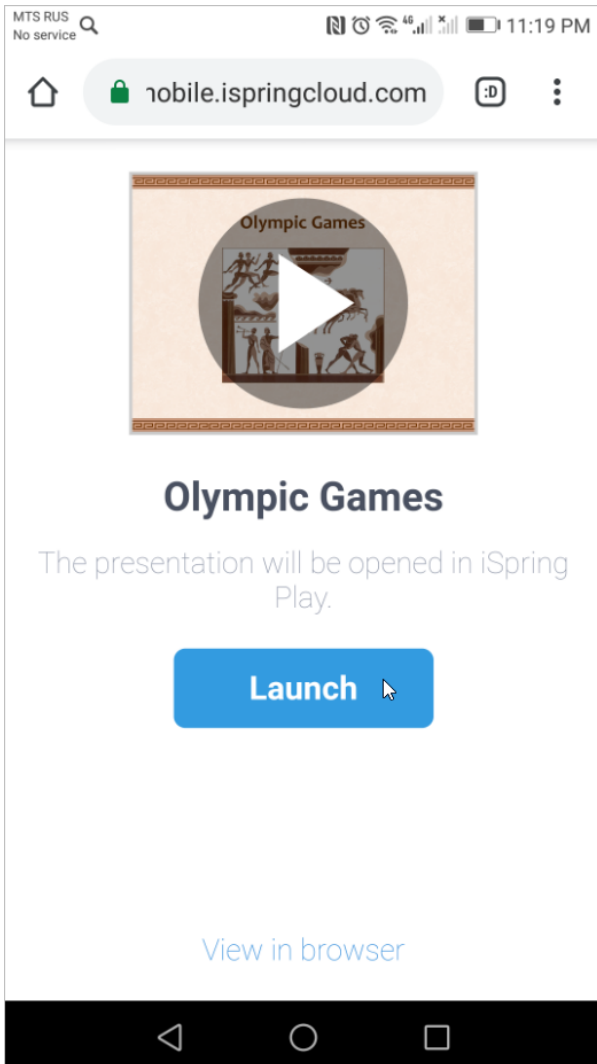 MTS RUS
No service
4G
11:19 PM
:D
nobile.ispringcloud.com
Olympic Games
Olympic Games
The presentation will be opened in iSpring
Play.
Launch
View in browser